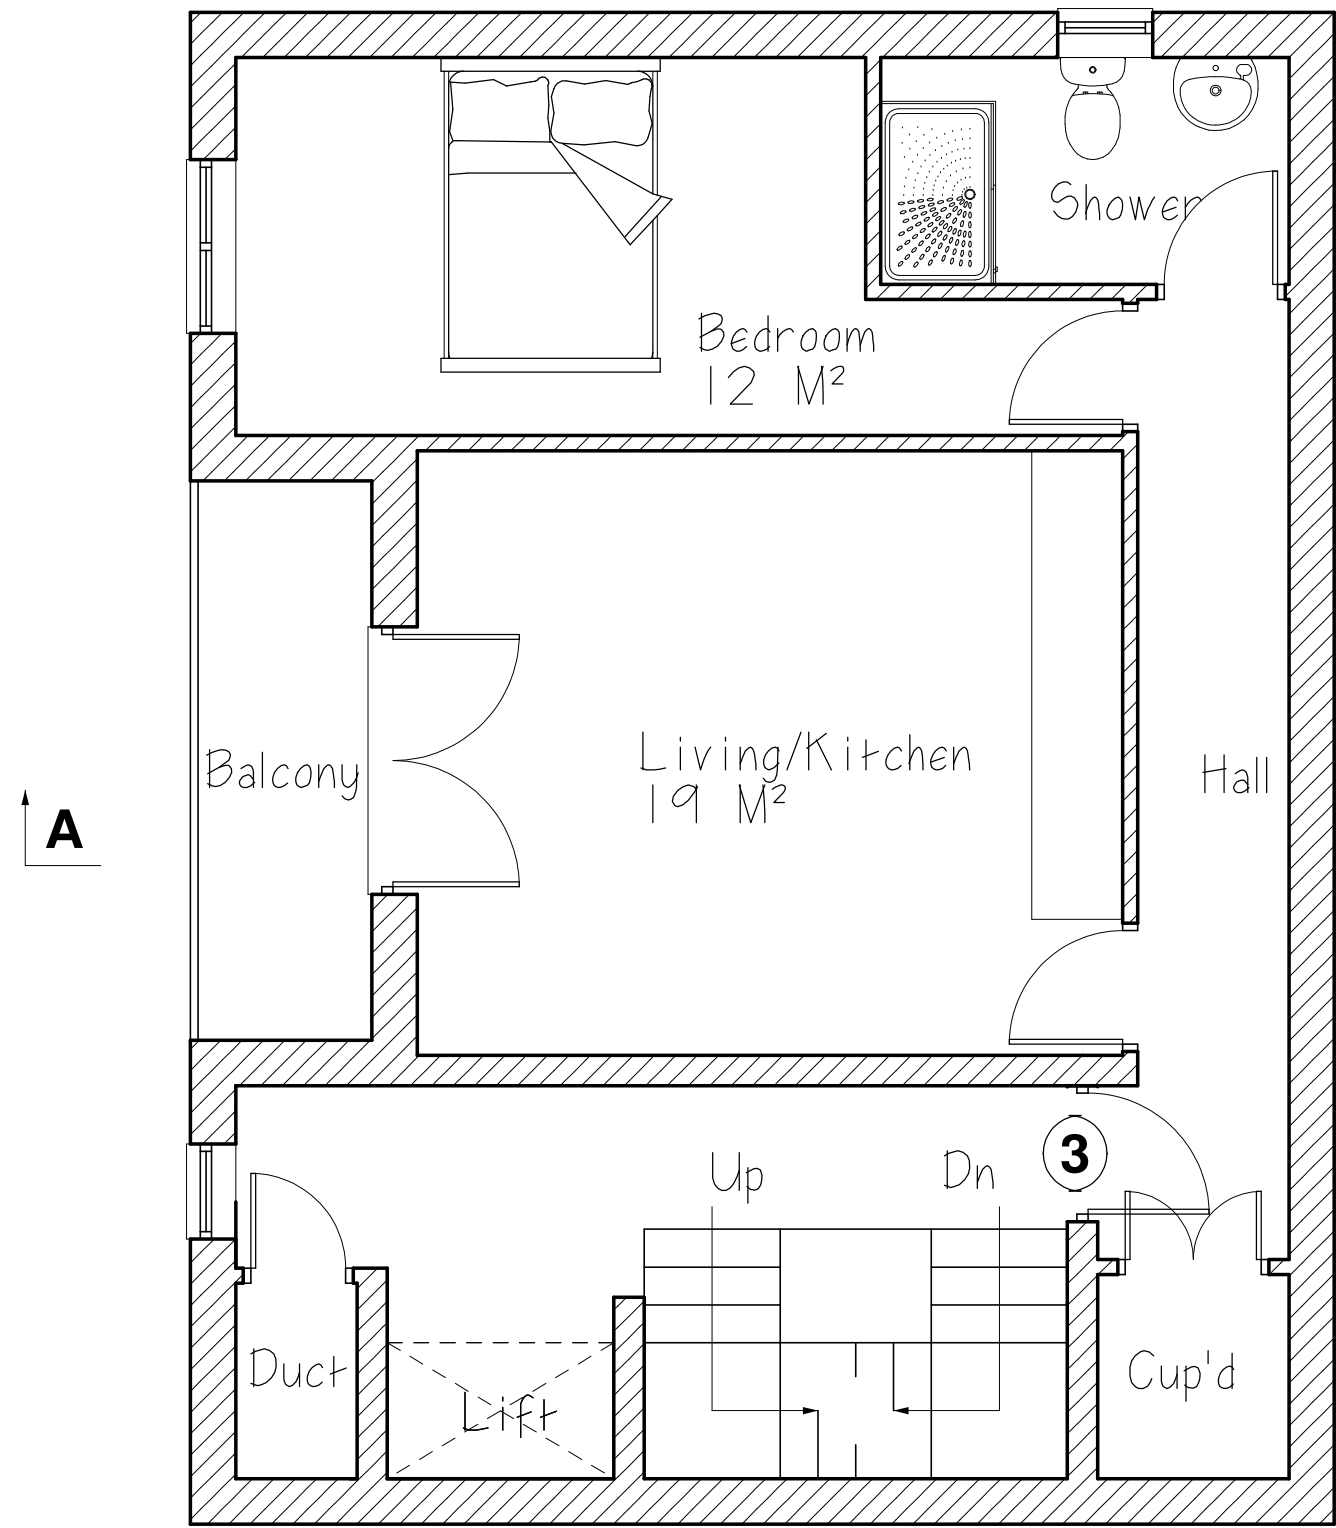 Shower
Bedroom
12 M²
Living/Kitchen
19 M²
Balcony
Hall
A
3
Up
Dn
Duct
Lift
Cup'd